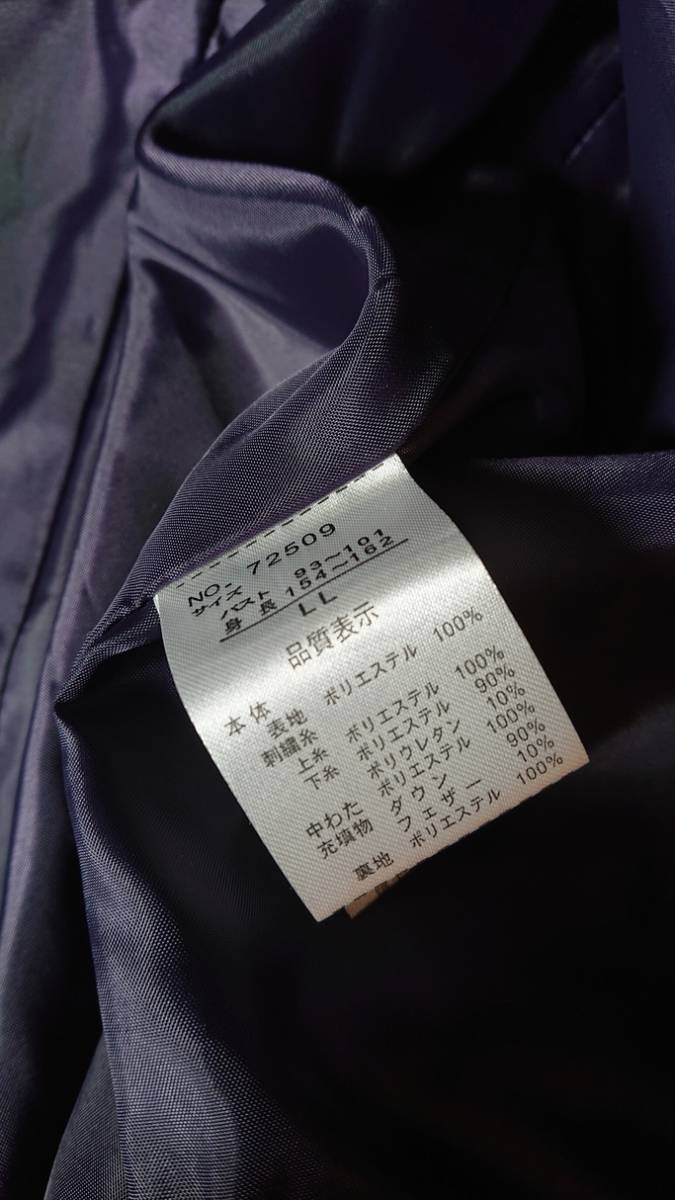 NO. 72509
サイズ
バスト 93～101
身長 154～162
LL
品質表示
本体
表地 ポリエステル 100%
刺繍糸
上糸 ポリエステル 100%
下糸 ポリエステル 90%
ポリウレタン 10%
中わた ポリエステル 100%
充填物 ダウン 90%
フェザー 10%
裏地 ポリエステル 100%